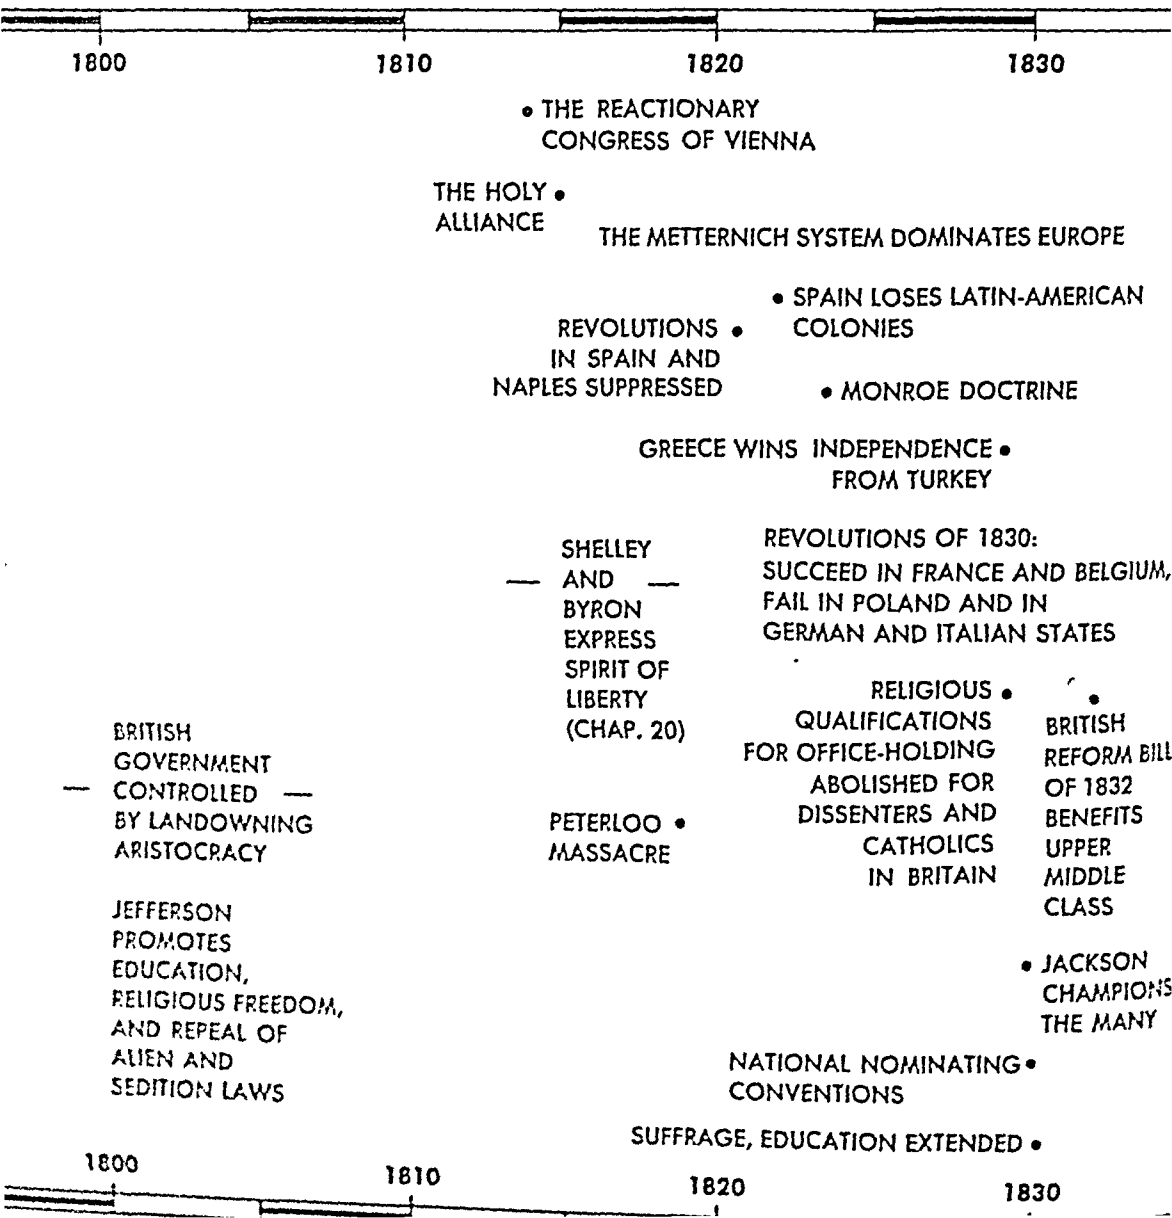 1800 1810 1820 1830
• THE REACTIONARY
CONGRESS OF VIENNA
THE HOLY •
ALLIANCE
THE METTERNICH SYSTEM DOMINATES EUROPE
• SPAIN LOSES LATIN-AMERICAN
COLONIES
REVOLUTIONS •
IN SPAIN AND
NAPLES SUPPRESSED
• MONROE DOCTRINE
GREECE WINS INDEPENDENCE •
FROM TURKEY
SHELLEY
— AND —
BYRON
EXPRESS
SPIRIT OF
LIBERTY
(CHAP. 20)
REVOLUTIONS OF 1830:
SUCCEED IN FRANCE AND BELGIUM,
FAIL IN POLAND AND IN
GERMAN AND ITALIAN STATES
RELIGIOUS •
QUALIFICATIONS
FOR OFFICE-HOLDING
ABOLISHED FOR
DISSENTERS AND
CATHOLICS
IN BRITAIN
•
BRITISH
REFORM BILL
OF 1832
BENEFITS
UPPER
MIDDLE
CLASS
BRITISH
GOVERNMENT
— CONTROLLED —
BY LANDOWNING
ARISTOCRACY
PETERLOO •
MASSACRE
JEFFERSON
PROMOTES
EDUCATION,
RELIGIOUS FREEDOM,
AND REPEAL OF
ALIEN AND
SEDITION LAWS
• JACKSON
CHAMPIONS
THE MANY
NATIONAL NOMINATING •
CONVENTIONS
SUFFRAGE, EDUCATION EXTENDED •
1800 1810 1820 1830